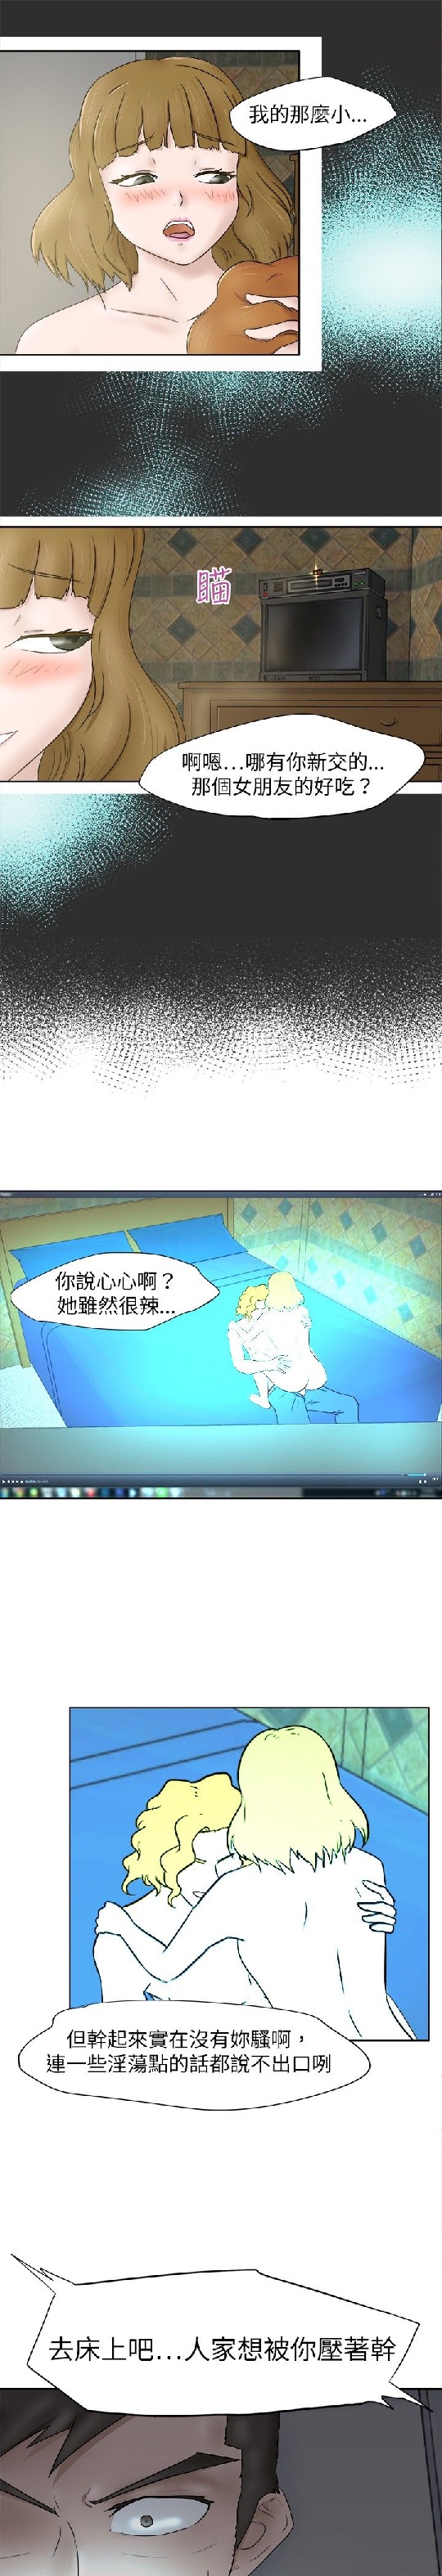 我的那麼小...
瞄
啊嗯...哪有你新交的...
那個女朋友的好吃？
你說心心啊？
她雖然很辣...
但幹起來實在沒有妳騷啊，
連一些淫蕩點的話都說不出口咧
去床上吧...人家想被你壓著幹